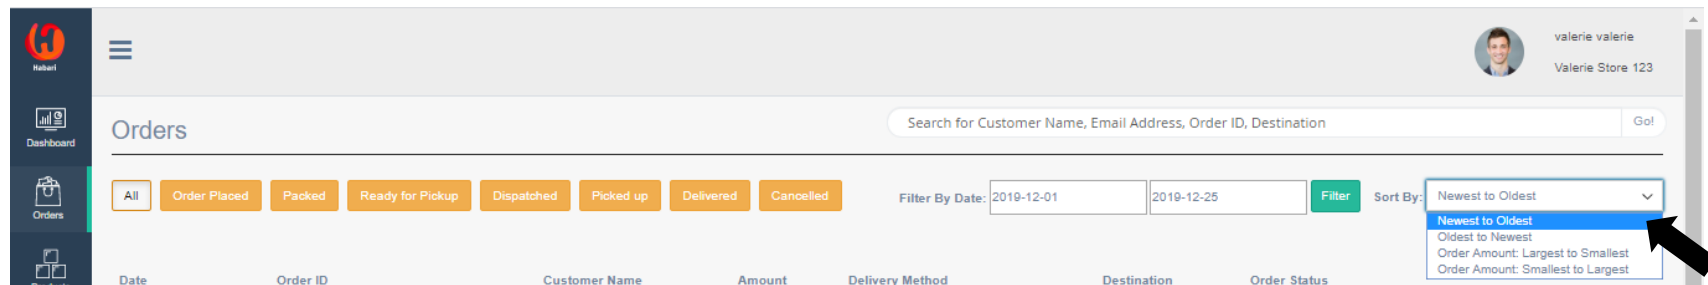 Habari
valerie valerie
Valerie Store 123
Dashboard
Orders
Search for Customer Name, Email Address, Order ID, Destination
Go!
Orders
All Order Placed Packed Ready for Pickup Dispatched Picked up Delivered Cancelled
Filter By Date: 2019-12-01 2019-12-25 Filter Sort By: Newest to Oldest
Newest to Oldest
Oldest to Newest
Order Amount: Largest to Smallest
Order Amount: Smallest to Largest
Date Order ID Customer Name Amount Delivery Method Destination Order Status